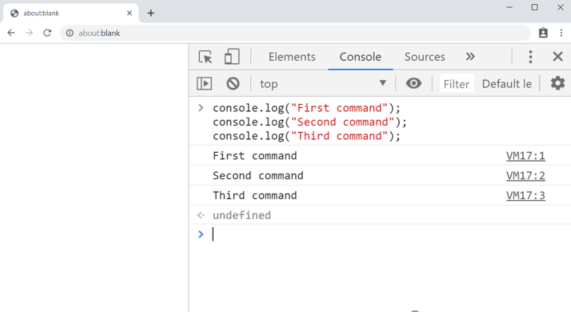 about:blank
about:blank
Elements Console Sources
top Filter Default le
console.log("First command");
console.log("Second command");
console.log("Third command");
First command VM17:1
Second command VM17:2
Third command VM17:3
undefined